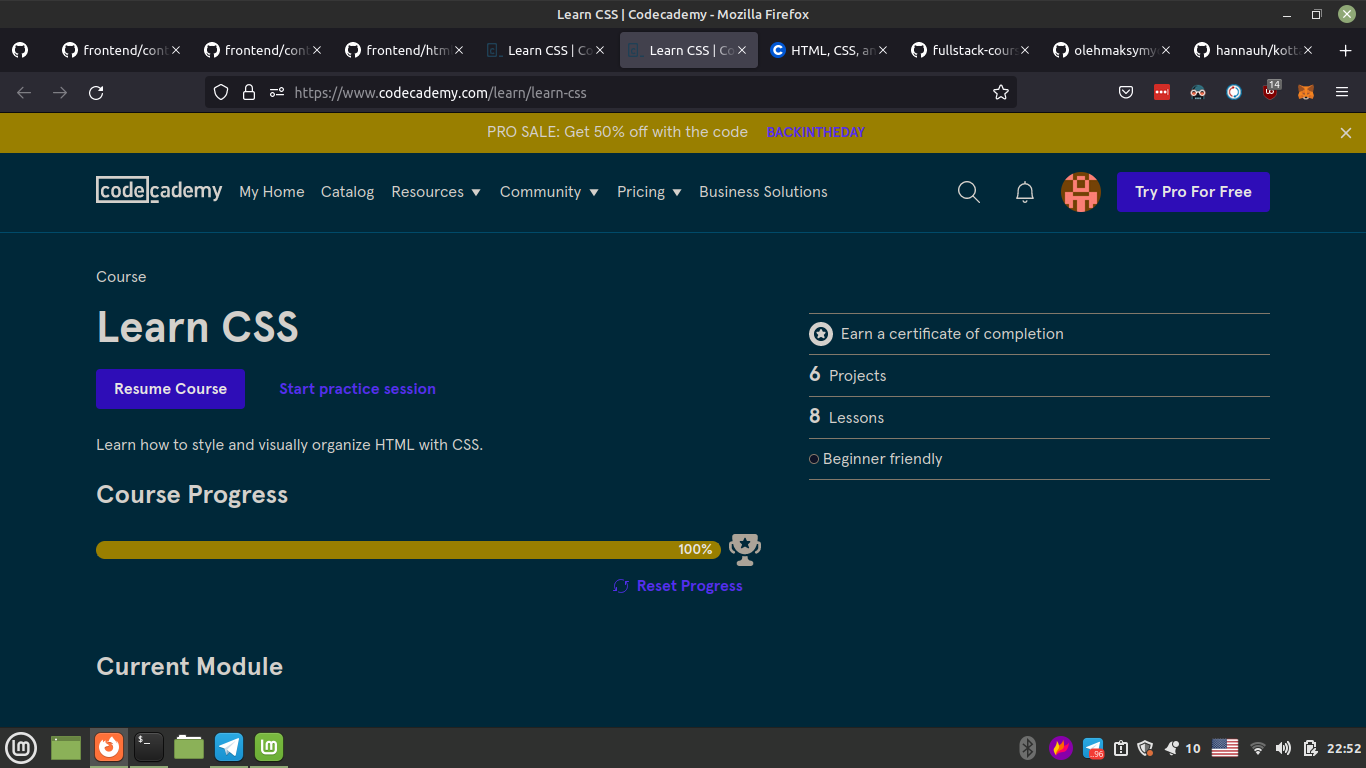 Learn CSS | Codecademy - Mozilla Firefox
frontend/con
frontend/con
frontend/htm
Learn CSS | Co
Learn CSS | Co
HTML, CSS, an
fullstack-cours
olehmaksymy
hannauh/kott
https://www.codecademy.com/learn/learn-css
14
PRO SALE: Get 50% off with the code BACKINTHEDAY
codecademy My Home Catalog Resources Community Pricing Business Solutions Try Pro For Free
Course
Learn CSS
Resume Course Start practice session
Learn how to style and visually organize HTML with CSS.
Course Progress
100%
Reset Progress
Current Module
Earn a certificate of completion
6 Projects
8 Lessons
Beginner friendly
$_
96
10
22:52